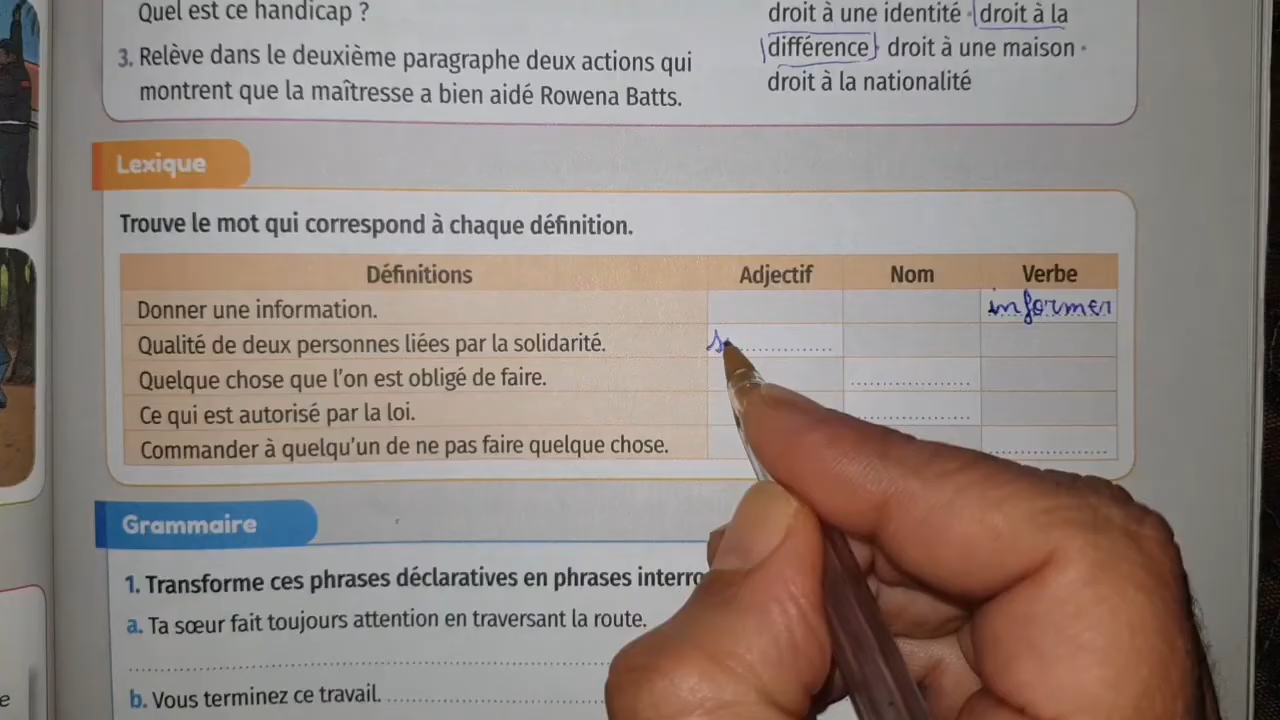 Quel est ce handicap ?
3. Relève dans le deuxième paragraphe deux actions qui
montrent que la maîtresse a bien aidé Rowena Batts.
droit à une identité · droit à la
différence · droit à une maison ·
droit à la nationalité
Lexique
Trouve le mot qui correspond à chaque définition.
Définitions Adjectif Nom Verbe
Donner une information. informer
Qualité de deux personnes liées par la solidarité. ..........
Quelque chose que l'on est obligé de faire. ..........
Ce qui est autorisé par la loi. ..........
Commander à quelqu'un de ne pas faire quelque chose. ..........
Grammaire
1. Transforme ces phrases déclaratives en phrases interro
a. Ta sœur fait toujours attention en traversant la route.
b. Vous terminez ce travail. ..........